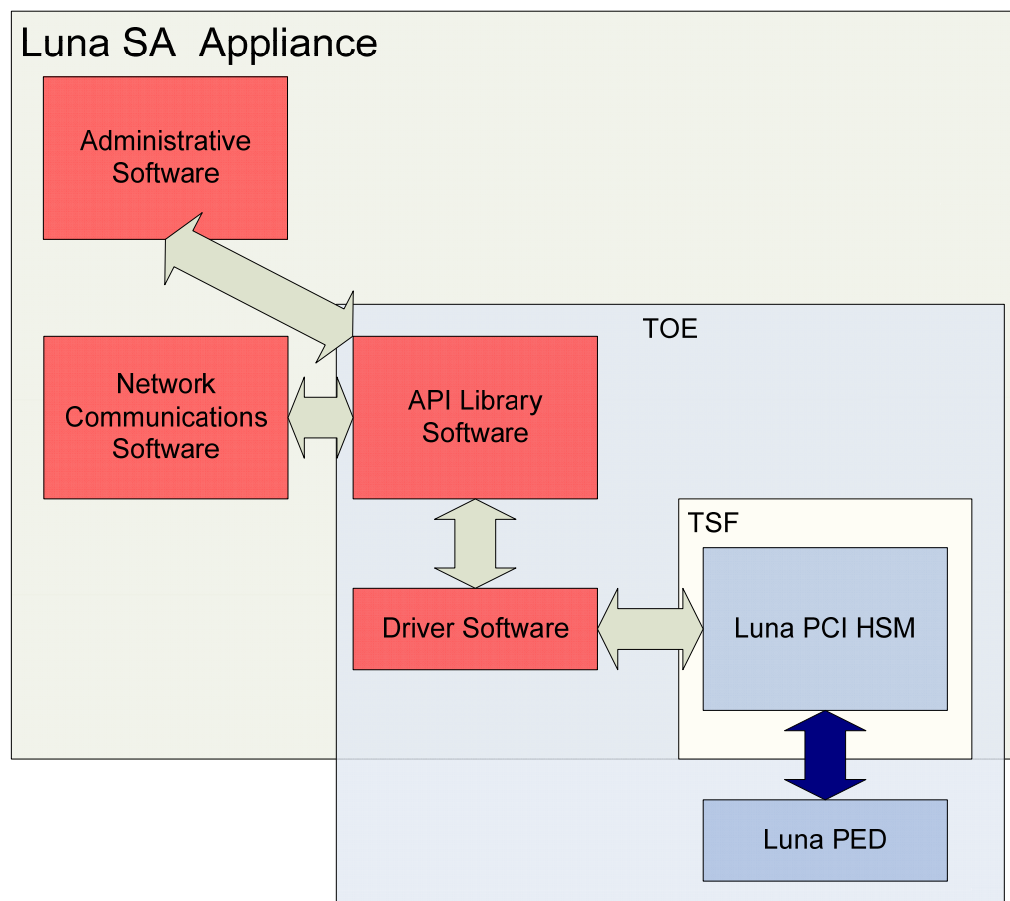 Luna SA Appliance
Administrative
Software
TOE
Network
Communications
Software
API Library
Software
TSF
Driver Software
Luna PCI HSM
Luna PED